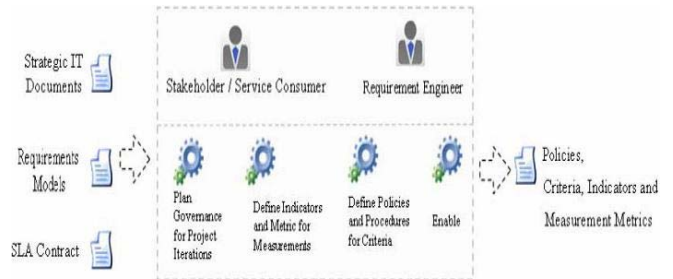 Strategic IT
Documents
Requirements
Models
SLA Contract
Stakeholder / Service Consumer
Requirement Engineer
Plan
Governance
for Project
Iterations
Define Indicators
and Metric for
Measurements
Define Policies
and Procedures
for Criteria
Enable
Policies,
Criteria, Indicators and
Measurement Metrics